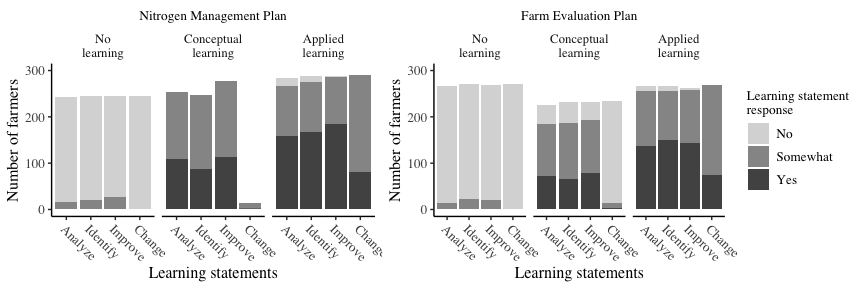 Nitrogen Management Plan
Farm Evaluation Plan
No
learning
Conceptual
learning
Applied
learning
No
learning
Conceptual
learning
Applied
learning
Number of farmers
300
200
100
0
Analyze
Identify
Improve
Change
Analyze
Identify
Improve
Change
Analyze
Identify
Improve
Change
Learning statements
Number of farmers
300
200
100
0
Analyze
Identify
Improve
Change
Analyze
Identify
Improve
Change
Analyze
Identify
Improve
Change
Learning statements
Learning statement
response
No
Somewhat
Yes